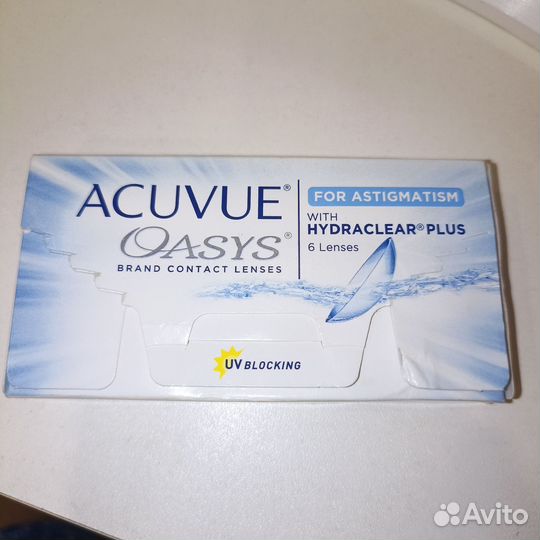 ACUVUE®
OASYS®
BRAND CONTACT LENSES
FOR ASTIGMATISM
WITH
HYDRACLEAR® PLUS
6 Lenses
UV BLOCKING
Avito